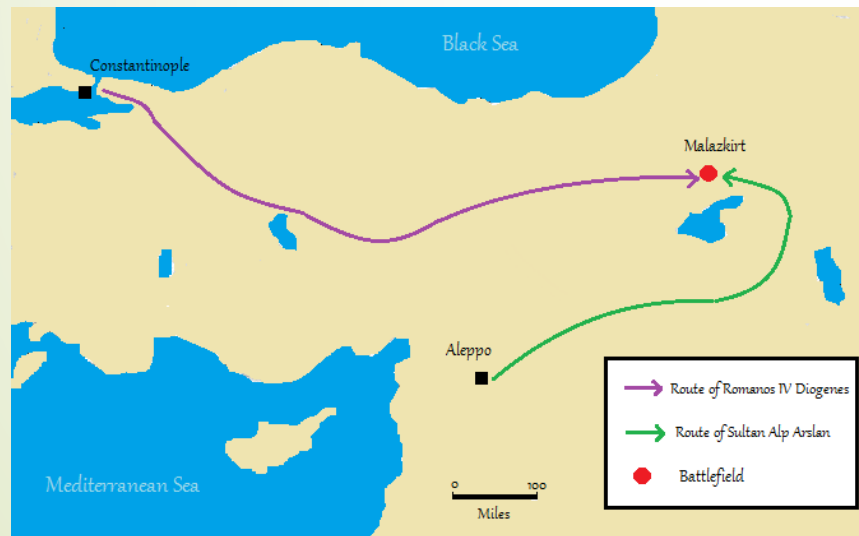 Black Sea
Constantinople
Malazkirt
Aleppo
Mediterranean Sea
0 100
Miles
Route of Romanos IV Diogenes
Route of Sultan Alp Arslan
Battlefield